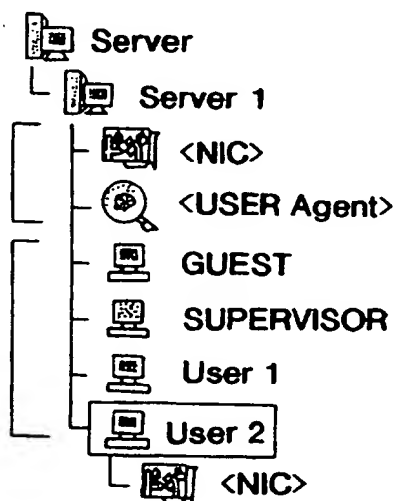 Server
Server 1
<NIC>
<USER Agent>
GUEST
SUPERVISOR
User 1
User 2
<NIC>